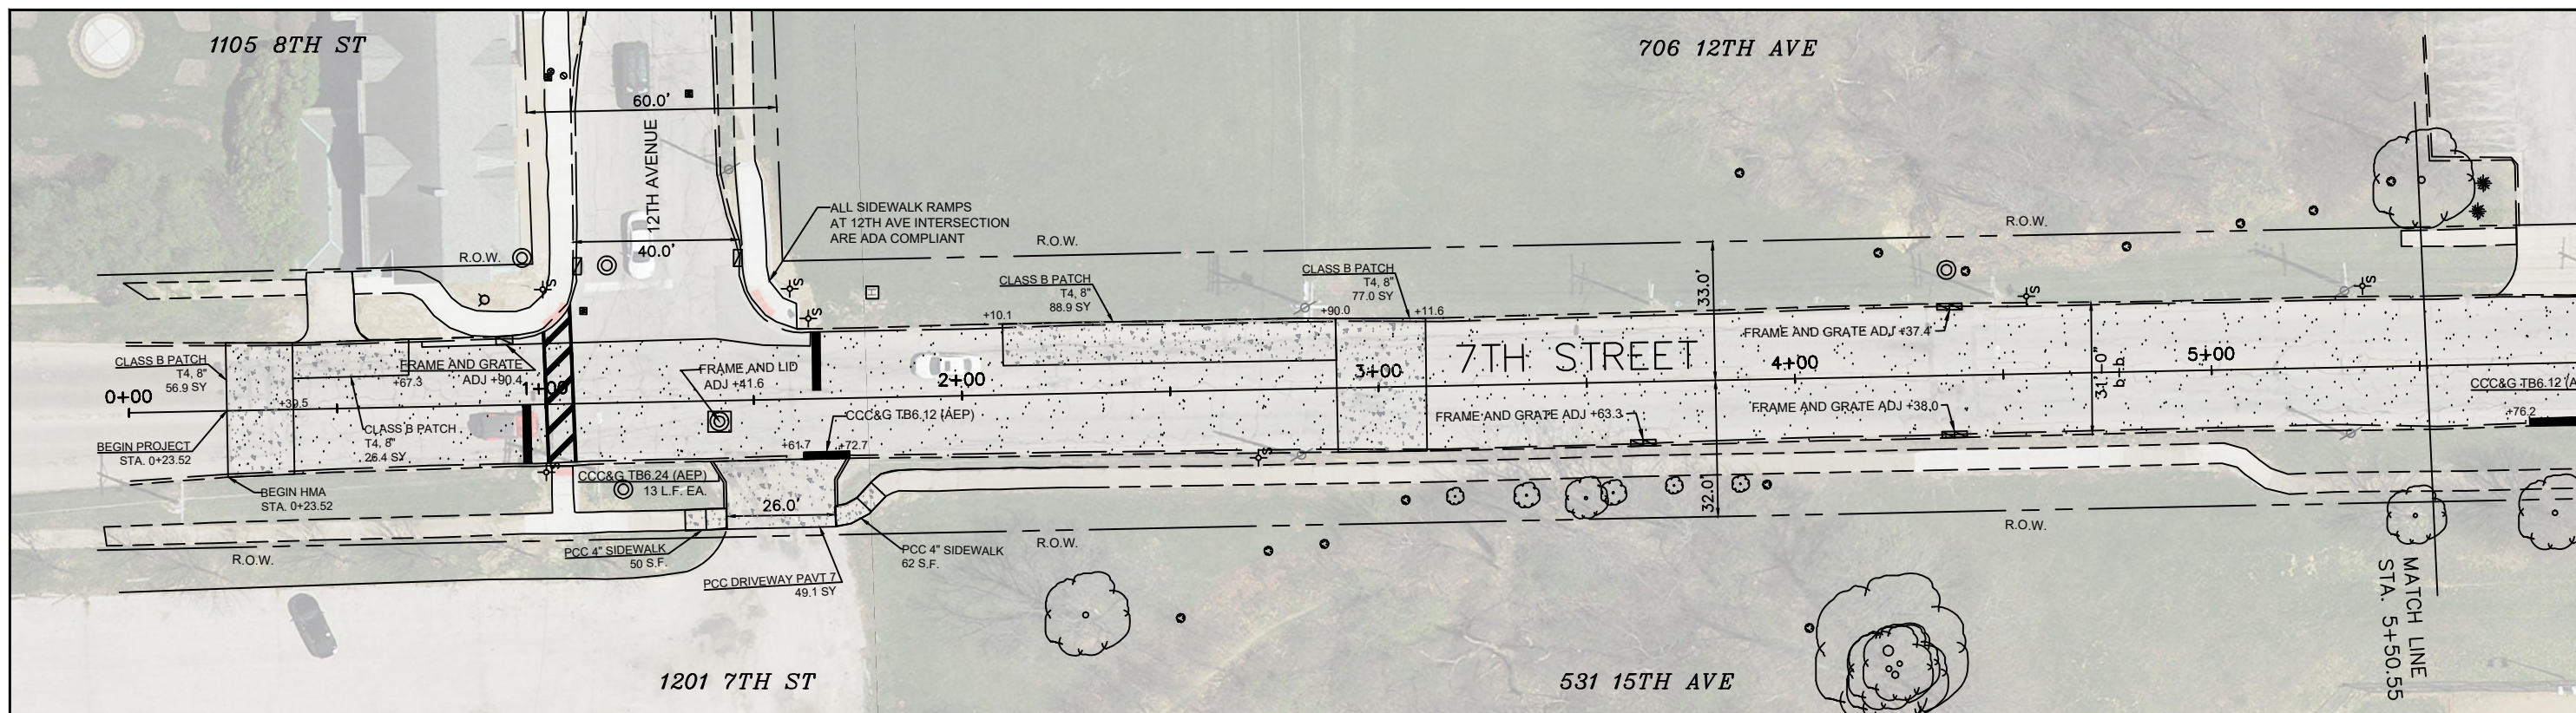 1105 8TH ST
706 12TH AVE
60.0'
12TH AVENUE
40.0'
ALL SIDEWALK RAMPS
AT 12TH AVE INTERSECTION
ARE ADA COMPLIANT
R.O.W.
R.O.W.
R.O.W.
CLASS B PATCH
T4, 8"
88.9 SY
CLASS B PATCH
T4, 8"
77.0 SY
+10.1
+90.0
+11.6
33.0'
FRAME AND GRATE ADJ +37.4
7TH STREET
CLASS B PATCH
T4, 8"
56.9 SY
FRAME AND GRATE
ADJ +90.4
+67.3
FRAME AND LID
ADJ +41.6
0+00
1+00
2+00
3+00
4+00
5+00
31'-0"
b-b
CCC&G TB6.12 (A
+76.2
+39.5
CLASS B PATCH
T4, 8"
26.4 SY
BEGIN PROJECT
STA. 0+23.52
CCC&G TB6.12 (AEP)
+61.7
+72.7
FRAME AND GRATE ADJ +63.3
FRAME AND GRATE ADJ +38.0
BEGIN HMA
STA. 0+23.52
CCC&G TB6.24 (AEP)
13 L.F. EA.
26.0'
32.0'
R.O.W.
R.O.W.
R.O.W.
PCC 4" SIDEWALK
50 S.F.
PCC 4" SIDEWALK
62 S.F.
PCC DRIVEWAY PAVT 7
49.1 SY
S
S
S
S
S
S
S
MATCH LINE
STA. 5+50.55
1201 7TH ST
531 15TH AVE